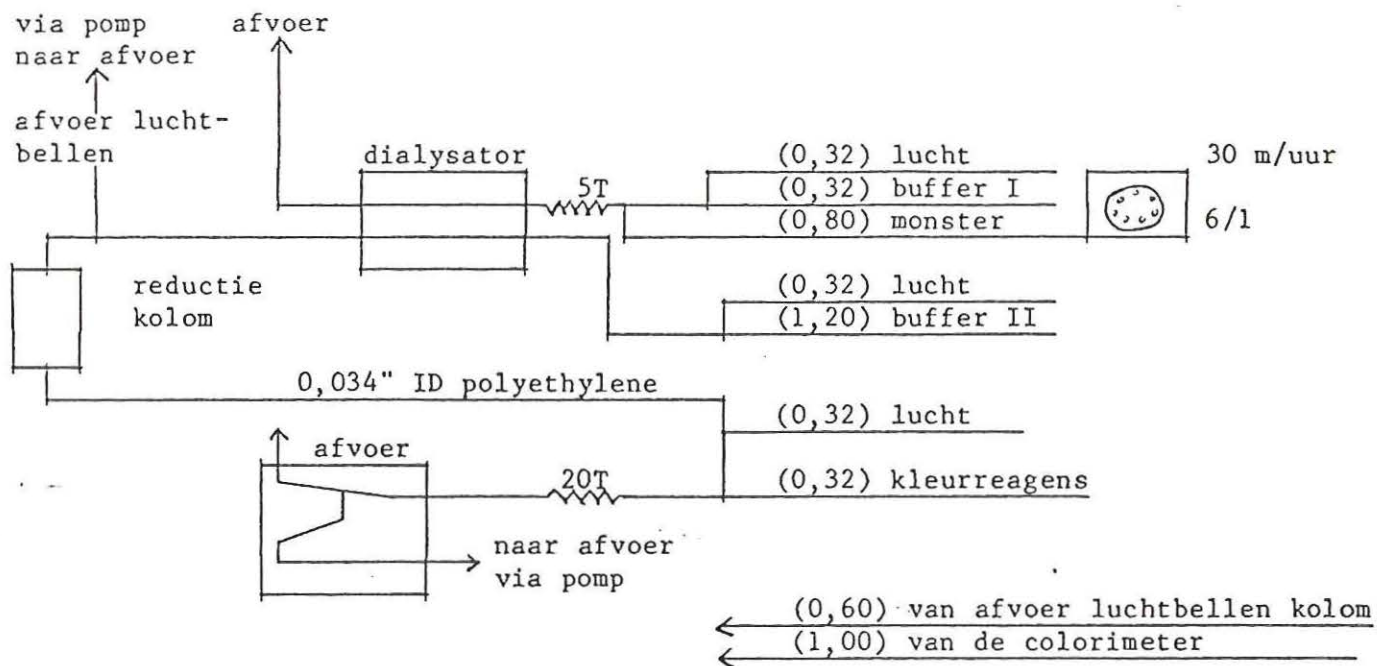 via pomp
naar afvoer
afvoer
afvoer lucht-
bellen
dialysator
5T
(0,32) lucht
(0,32) buffer I
(0,80) monster
30 m/uur
6/1
reductie
kolom
(0,32) lucht
(1,20) buffer II
0,034" ID polyethylene
(0,32) lucht
afvoer
20T
(0,32) kleurreagens
naar afvoer
via pomp
(0,60) van afvoer luchtbellen kolom
(1,00) van de colorimeter